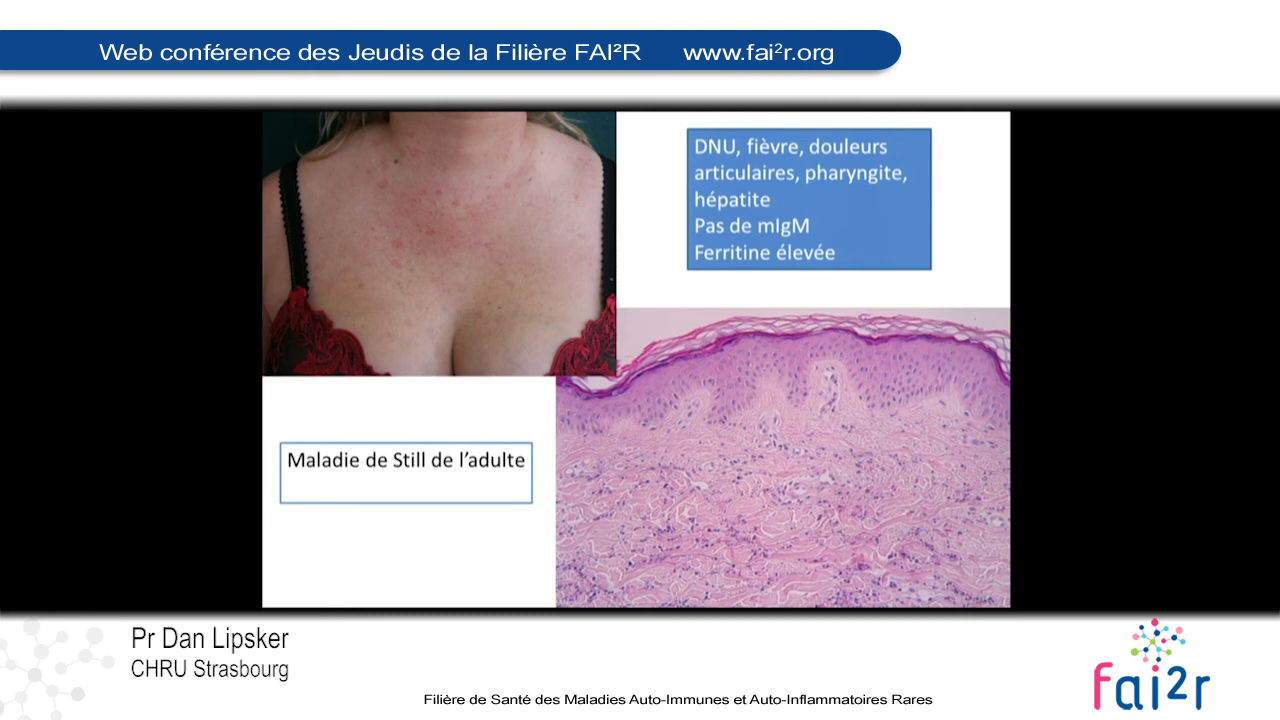 Web conférence des Jeudis de la Filière FAI²R www.fai²r.org
DNU, fièvre, douleurs
articulaires, pharyngite,
hépatite
Pas de mIgM
Ferritine élevée
Maladie de Still de l’adulte
Pr Dan Lipsker
CHRU Strasbourg
Filière de Santé des Maladies Auto-Immunes et Auto-Inflammatoires Rares
fai2r